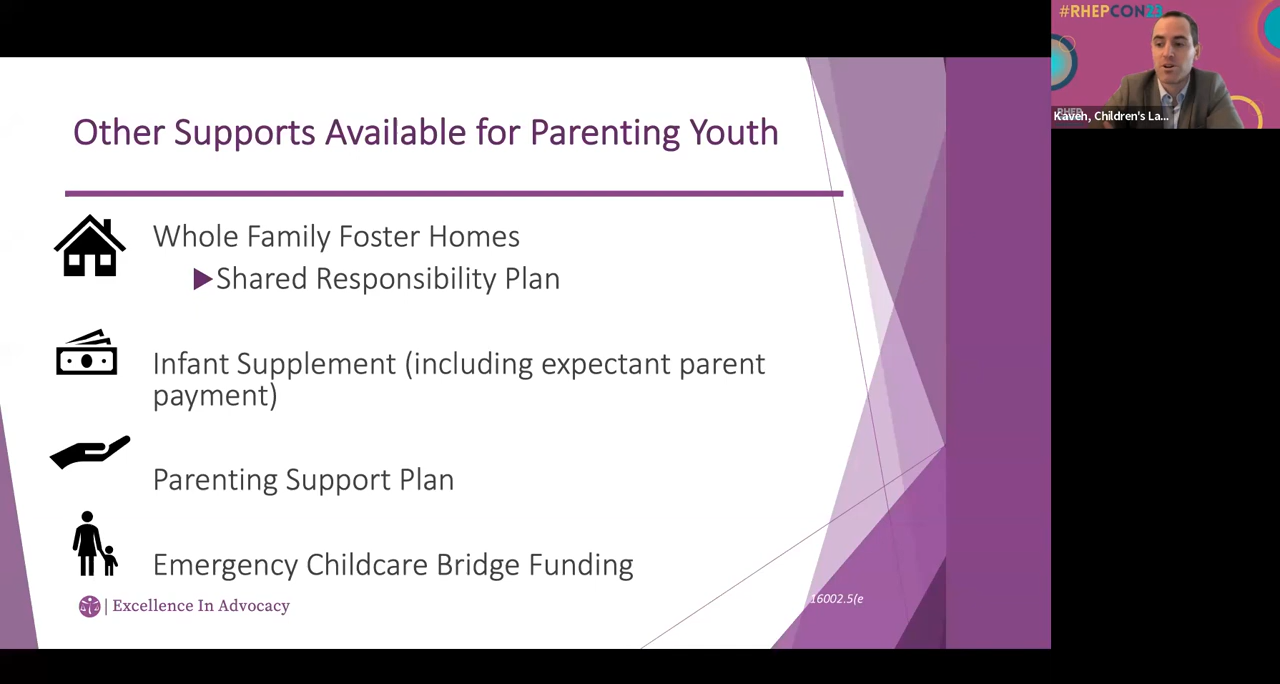 #RHEPCON23
Kaveh, Children's La...
Other Supports Available for Parenting Youth
Whole Family Foster Homes
Shared Responsibility Plan
Infant Supplement (including expectant parent
payment)
Parenting Support Plan
Emergency Childcare Bridge Funding
| Excellence In Advocacy
16002.5(e